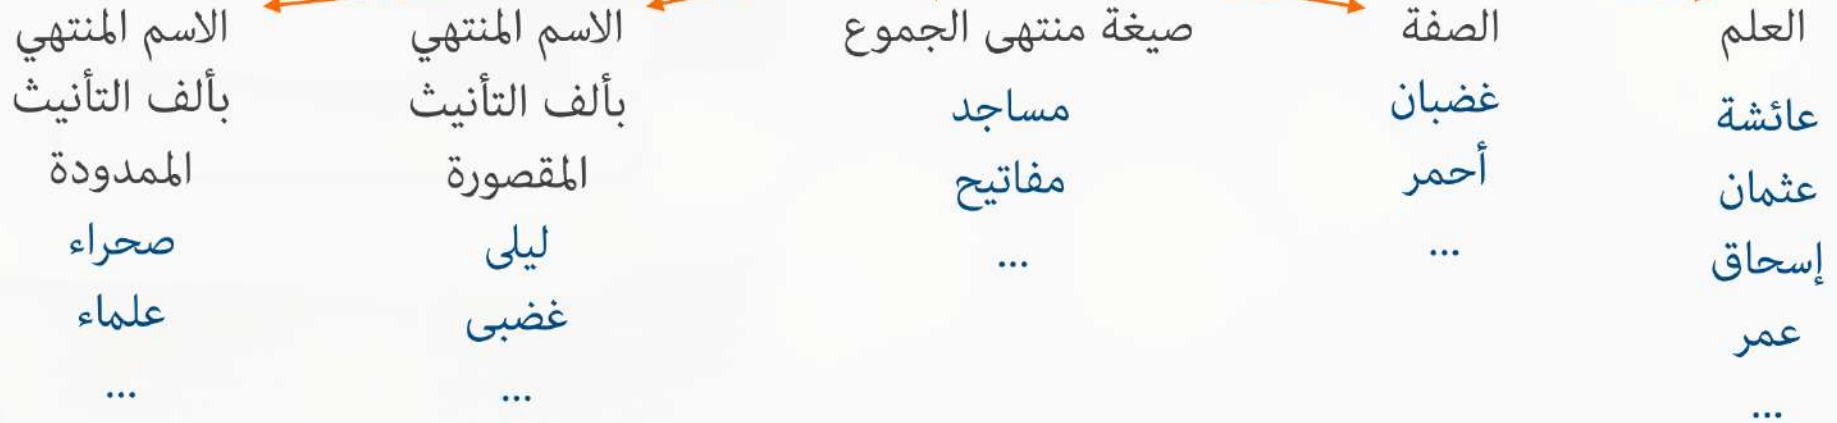 العلم
عائشة
عثمان
إسحاق
عمر
...
الصفة
غضبان
أحمر
...
صيغة منتهى الجموع
مساجد
مفاتيح
...
الاسم المنتهي
بألف التأنيث
المقصورة
ليلى
غضبى
...
الاسم المنتهي
بألف التأنيث
الممدودة
صحراء
علماء
...